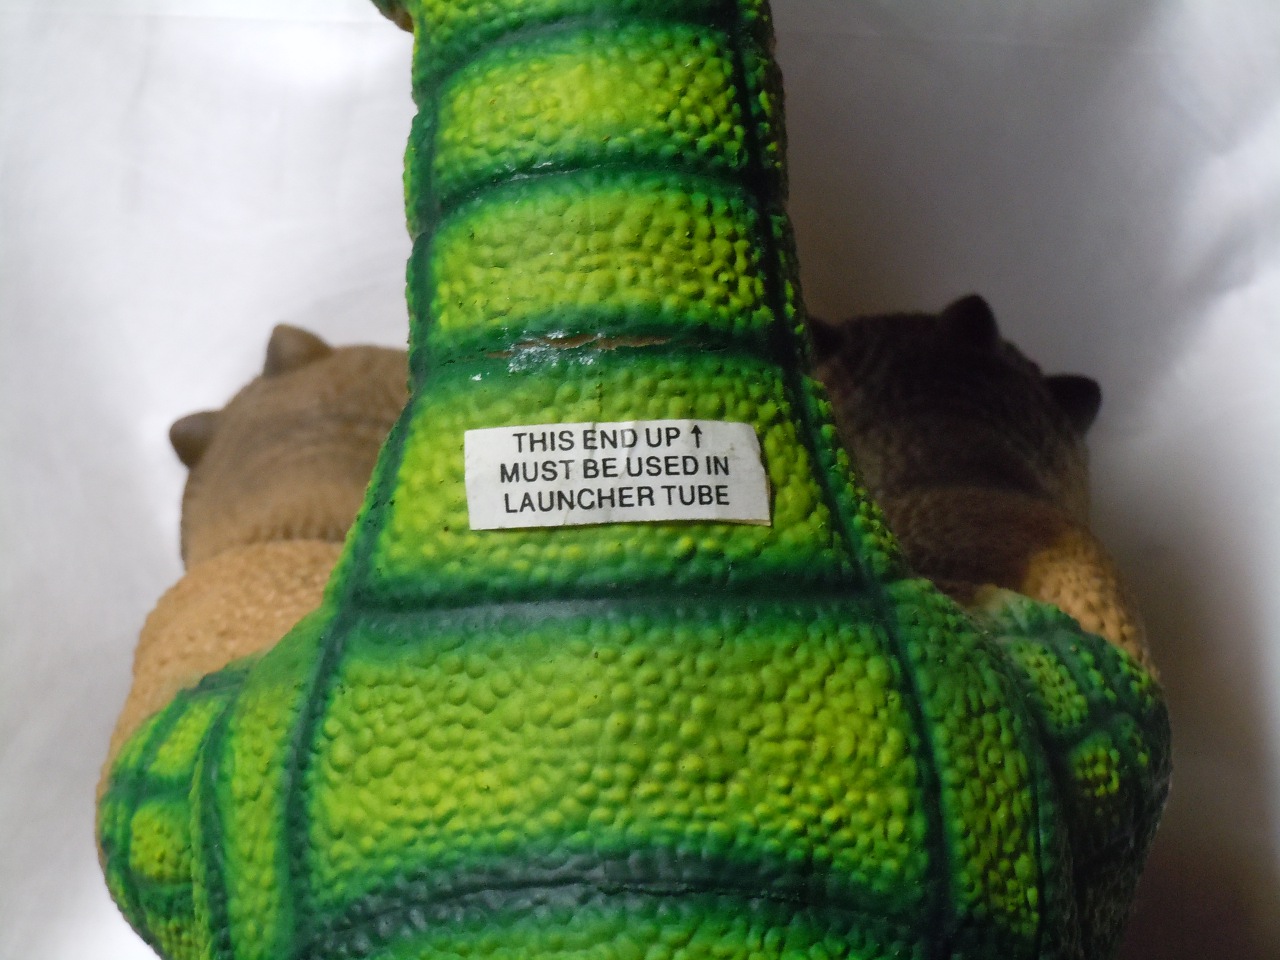 THIS END UP ↑
MUST BE USED IN
LAUNCHER TUBE